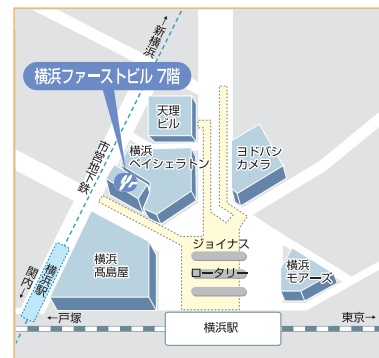 ←新横浜
横浜ファーストビル 7階
天理
ビル
横浜
ベイシェラトン
ヨドバシ
カメラ
市営地下鉄
ジョイナス
ロータリー
横浜
髙島屋
横浜
モアーズ
横浜駅
関内→
←戸塚
東京→
横浜駅